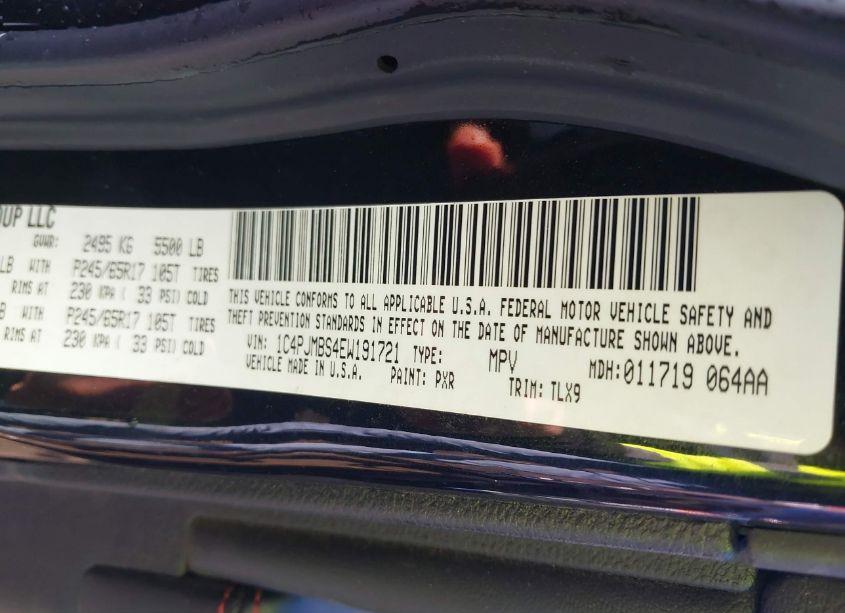 OUP LLC
GVWR: 2495 KG 5500 LB
LB WITH P245/65R17 105T TIRES
RIMS AT 230 KPA ( 33 PSI) COLD
B WITH P245/65R17 105T TIRES
RIMS AT 230 KPA ( 33 PSI) COLD
THIS VEHICLE CONFORMS TO ALL APPLICABLE U.S.A. FEDERAL MOTOR VEHICLE SAFETY AND
THEFT PREVENTION STANDARDS IN EFFECT ON THE DATE OF MANUFACTURE SHOWN ABOVE.
VIN: 1C4PJMBS4EW191721 TYPE: MPV MDH:011719 064AA
VEHICLE MADE IN U.S.A. PAINT: PXR TRIM: TLX9